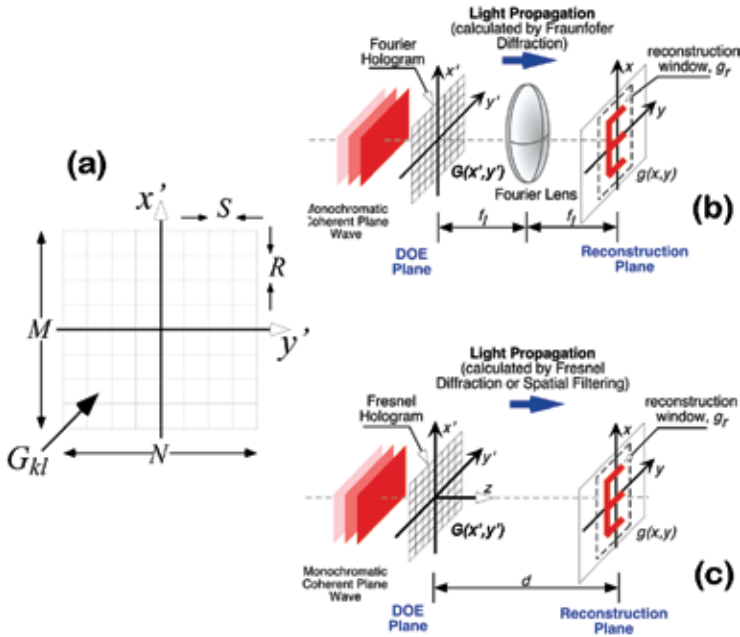 (a)
x'
S
R
M
y'
G_kl
N
Light Propagation
(calculated by Fraunfofer
Diffraction)
Fourier
Hologram
reconstruction
window, g_r
x'
y'
x
y
G(x',y')
g(x,y)
Fourier Lens
Monochromatic
Coherent Plane
Wave
f_l
f_l
DOE
Plane
Reconstruction
Plane
(b)
Light Propagation
(calculated by Fresnel
Diffraction or Spatial Filtering)
Fresnel
Hologram
reconstruction
window, g_r
x'
y'
z
x
y
G(x',y')
g(x,y)
Monochromatic
Coherent Plane
Wave
d
DOE
Plane
Reconstruction
Plane
(c)